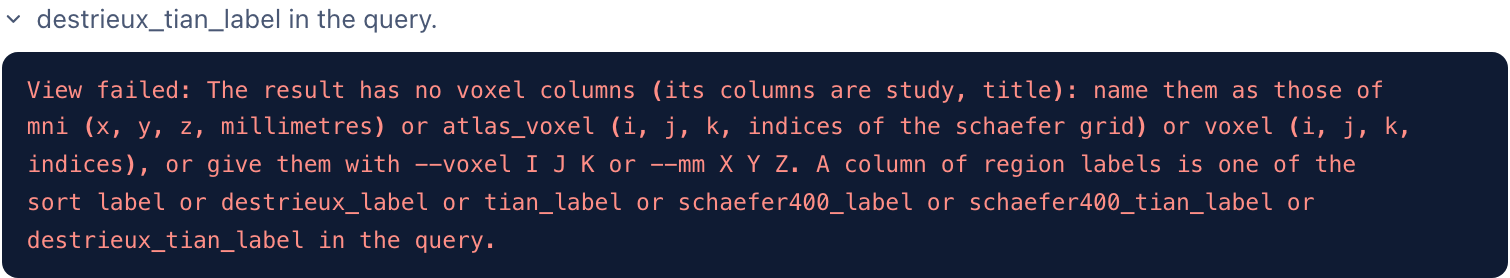 destrieux_tian_label in the query.
View failed: The result has no voxel columns (its columns are study, title): name them as those of
mni (x, y, z, millimetres) or atlas_voxel (i, j, k, indices of the schaefer grid) or voxel (i, j, k,
indices), or give them with --voxel I J K or --mm X Y Z. A column of region labels is one of the
sort label or destrieux_label or tian_label or schaefer400_label or schaefer400_tian_label or
destrieux_tian_label in the query.